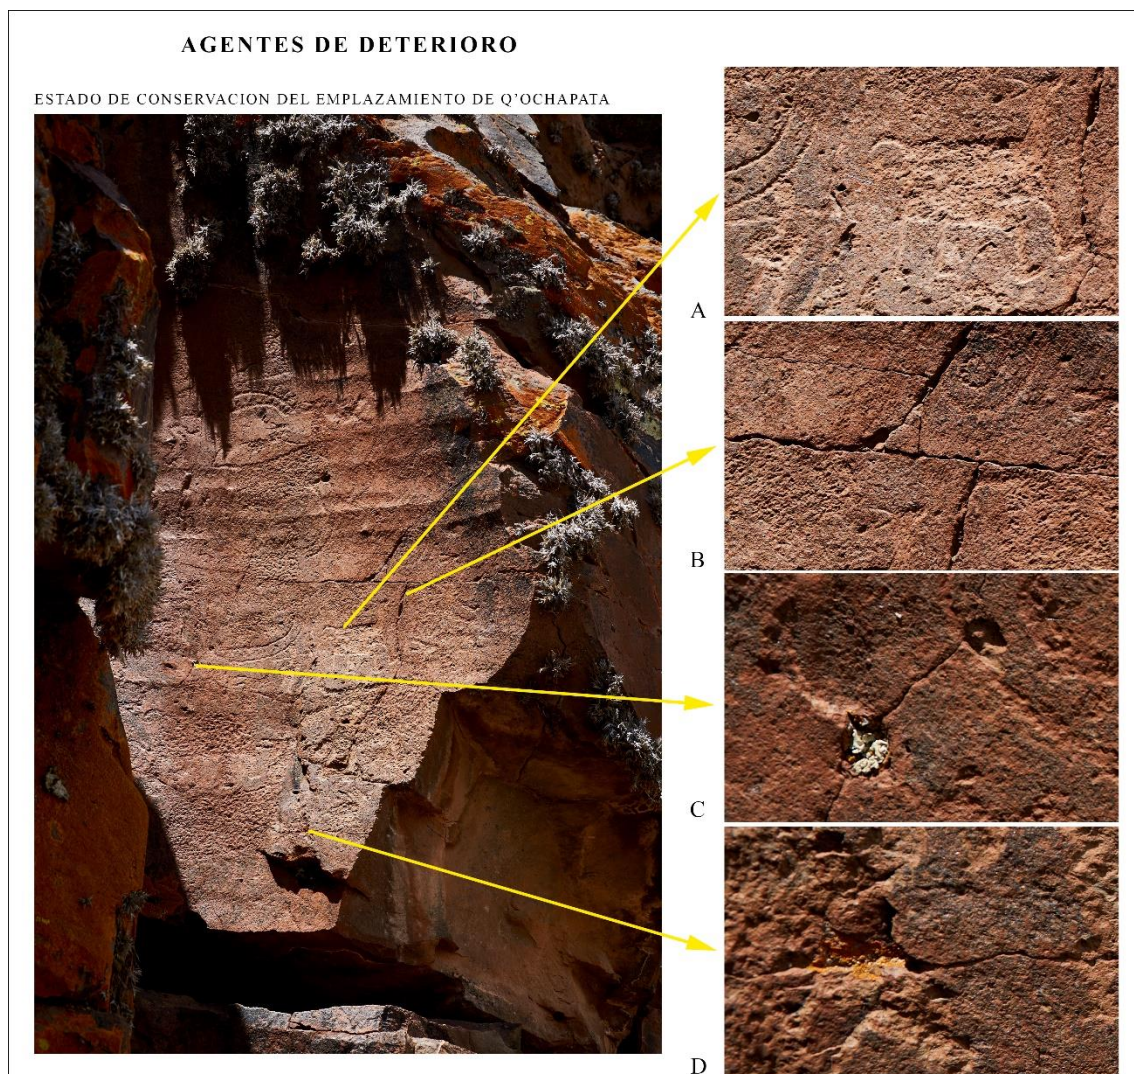 AGENTES DE DETERIORO
ESTADO DE CONSERVACION DEL EMPLAZAMIENTO DE Q'OCHAPATA
A
B
C
D